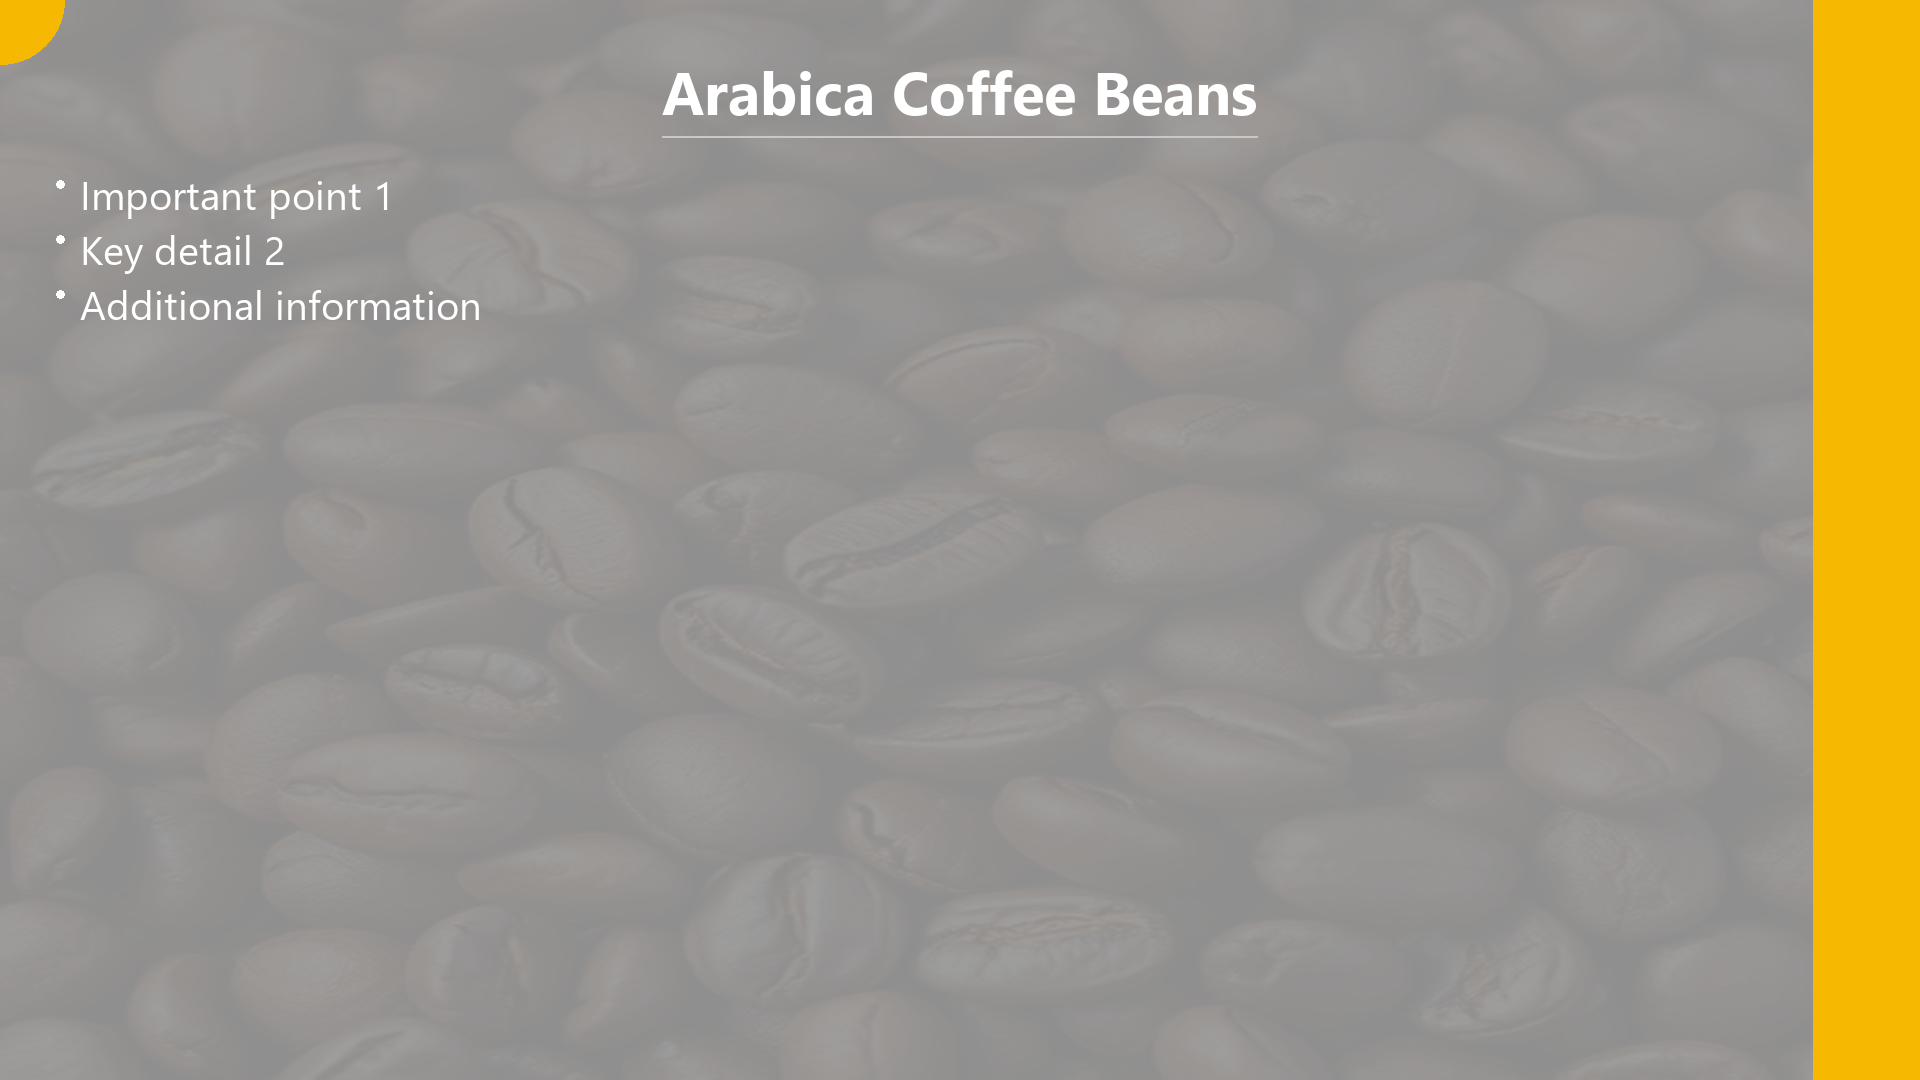 Arabica Coffee Beans
• Important point 1
• Key detail 2
• Additional information